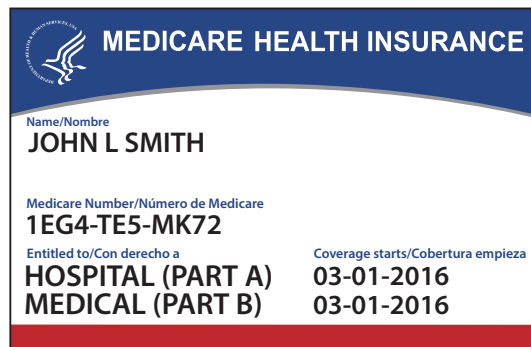 MEDICARE HEALTH INSURANCE
Name/Nombre
JOHN L SMITH
Medicare Number/Número de Medicare
1EG4-TE5-MK72
Entitled to/Con derecho a
HOSPITAL (PART A)
MEDICAL (PART B)
Coverage starts/Cobertura empieza
03-01-2016
03-01-2016